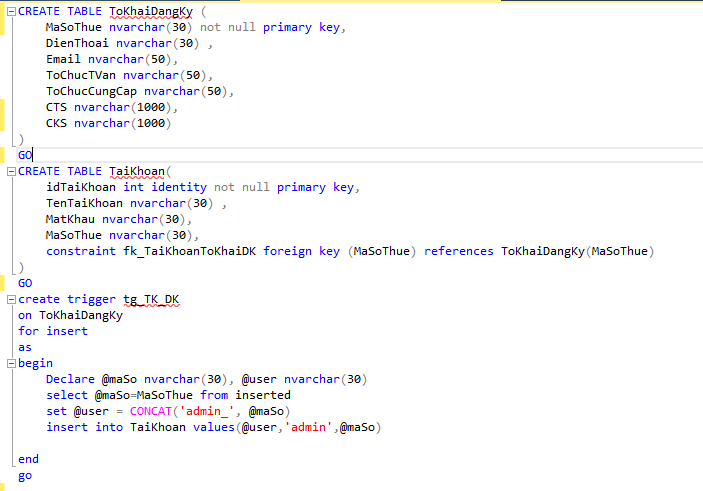 CREATE TABLE ToKhaiDangKy (
MaSoThue nvarchar(30) not null primary key,
DienThoai nvarchar(30) ,
Email nvarchar(50),
ToChucTVan nvarchar(50),
ToChucCungCap nvarchar(50),
CTS nvarchar(1000),
CKS nvarchar(1000)
)
GO
CREATE TABLE TaiKhoan(
idTaiKhoan int identity not null primary key,
TenTaiKhoan nvarchar(30) ,
MatKhau nvarchar(30),
MaSoThue nvarchar(30),
constraint fk_TaiKhoanToKhaiDK foreign key (MaSoThue) references ToKhaiDangKy(MaSoThue)
)
GO
create trigger tg_TK_DK
on ToKhaiDangKy
for insert
as
begin
Declare @maSo nvarchar(30), @user nvarchar(30)
select @maSo=MaSoThue from inserted
set @user = CONCAT('admin_', @maSo)
insert into TaiKhoan values(@user,'admin',@maSo)
end
go